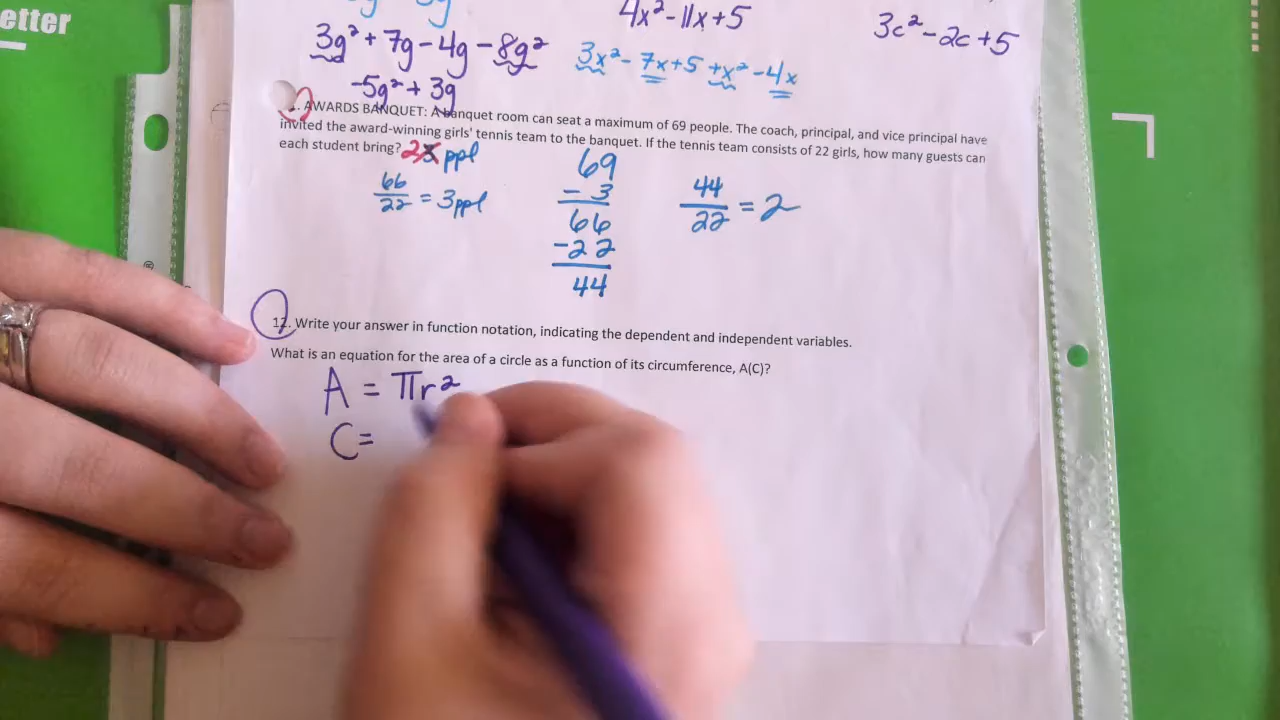 etter
4x² - 11x + 5
3c² - 2c + 5
3g² + 7g - 4g - 8g²
3x² - 7x + 5 + x² - 4x
-5g² + 3g
. AWARDS BANQUET: A banquet room can seat a maximum of 69 people. The coach, principal, and vice principal have
invited the award-winning girls' tennis team to the banquet. If the tennis team consists of 22 girls, how many guests can
each student bring? 2 ppl
66/22 = 3ppl
69
- 3
66
- 22
44
44/22 = 2
12. Write your answer in function notation, indicating the dependent and independent variables.
What is an equation for the area of a circle as a function of its circumference, A(C)?
A = πr²
C =